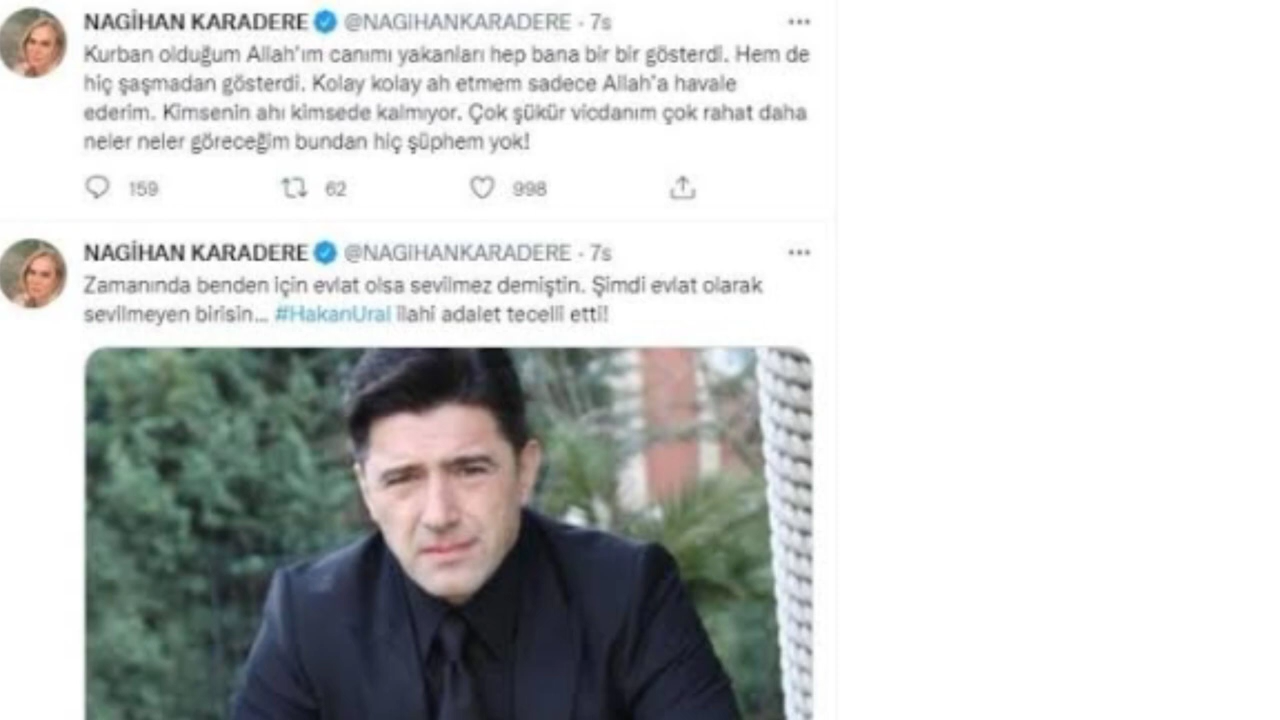 NAGİHAN KARADERE @NAGIHANKARADERE · 7s
Kurban olduğum Allah'ım canımı yakanları hep bana bir bir gösterdi. Hem de
hiç şaşmadan gösterdi. Kolay kolay ah etmem sadece Allah'a havale
ederim. Kimsenin ahı kimsede kalmıyor. Çok şükür vicdanım çok rahat daha
neler neler göreceğim bundan hiç şüphem yok!
159 62 998
NAGİHAN KARADERE @NAGIHANKARADERE · 7s
Zamanında benden için evlat olsa sevilmez demiştin. Şimdi evlat olarak
sevilmeyen birisin... #HakanUral ilahi adalet tecelli etti!